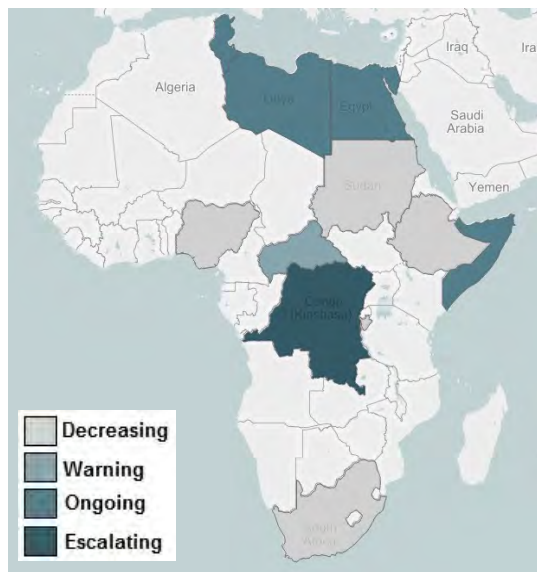 Iraq
Ira
Algeria
Libya
Egypt
Saudi
Arabia
Sudan
Yemen
Congo
(Kinshasa)
South
Africa
Decreasing
Warning
Ongoing
Escalating